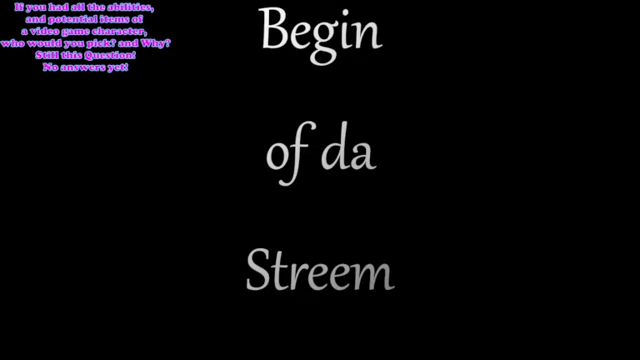 If you had all the abilities,
and potential items of
a video game character,
who would you pick? and Why?
Still this Question!
No answers yet!
Begin
of da
Streem